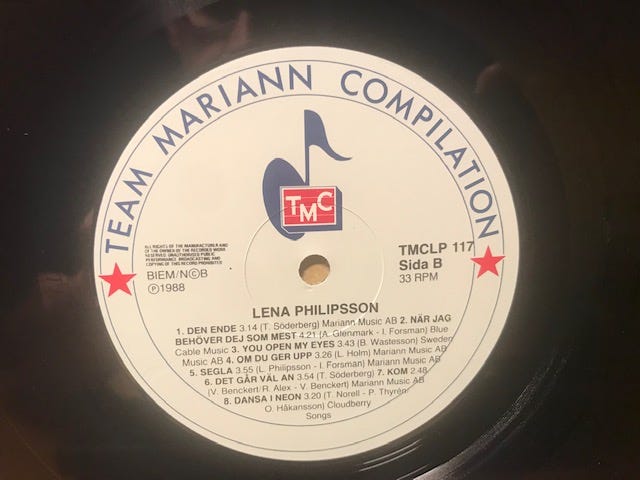 TEAM MARIANN COMPILATION
TMC
ALL RIGHTS OF THE MANUFACTURER AND
OF THE OWNER OF THE RECORDED WORK
RESERVED. UNAUTHORISED PUBLIC
PERFORMANCE, BROADCASTING AND
COPYING OF THIS RECORD PROHIBITED
BIEM/NCB
Ⓟ1988
TMCLP 117
Sida B
33 RPM
LENA PHILIPSSON
1. DEN ENDE 3.14 (T. Söderberg) Mariann Music AB 2. NÄR JAG
BEHÖVER DEJ SOM MEST 4.21 (A. Glenmark - I. Forsman) Blue
Cable Music 3. YOU OPEN MY EYES 3.43 (B. Wastesson) Sweden
Music AB 4. OM DU GER UPP 3.26 (L. Holm) Mariann Music AB
5. SEGLA 3.55 (L. Philipsson - I. Forsman) Mariann Music AB
6. DET GÅR VÄL AN 3.54 (T. Söderberg) 7. KOM 2.48
(V. Benckert/R. Alex - V. Benckert) Mariann Music AB
8. DANSA I NEON 3.20 (T. Norell - P. Thyrén,
O. Håkansson) Cloudberry
Songs